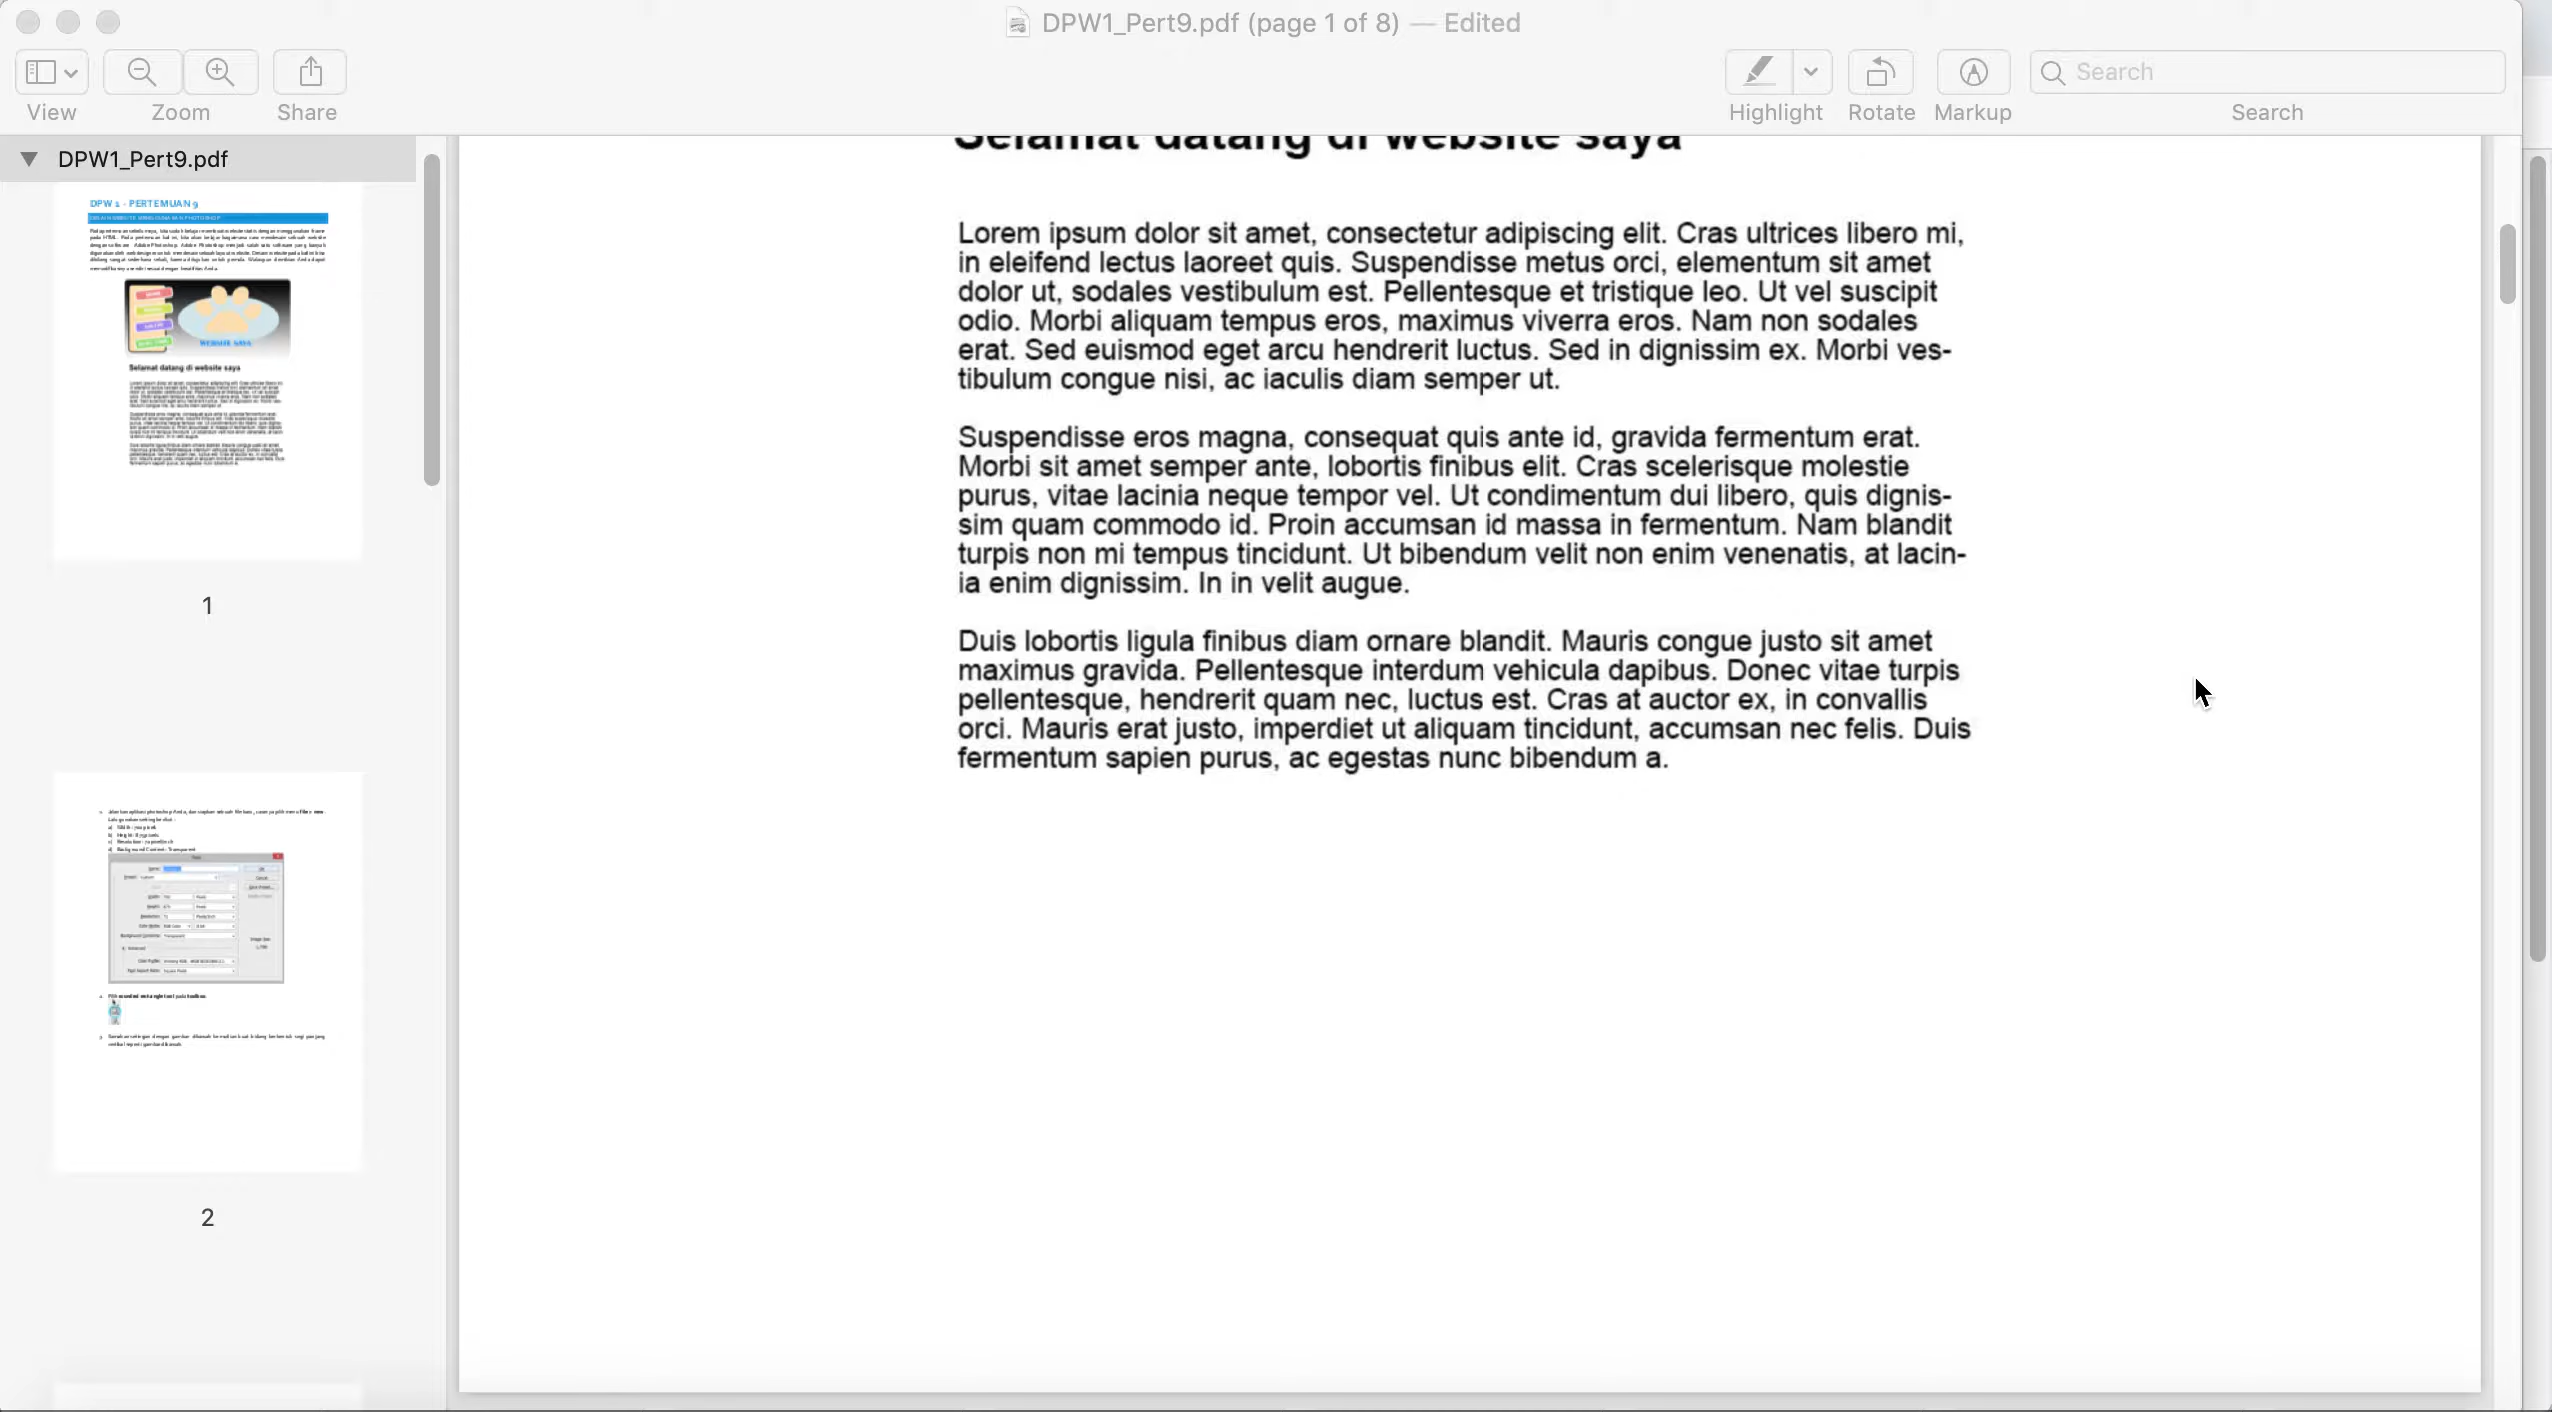 DPW1_Pert9.pdf (page 1 of 8) — Edited
View
Zoom
Share
Highlight
Rotate
Markup
Search
Search
DPW1_Pert9.pdf
DPW 1 - PERTEMUAN 9
WEBSITE SAYA
Selamat datang di website saya
1
2
Selamat datang di website saya
Lorem ipsum dolor sit amet, consectetur adipiscing elit. Cras ultrices libero mi,
in eleifend lectus laoreet quis. Suspendisse metus orci, elementum sit amet
dolor ut, sodales vestibulum est. Pellentesque et tristique leo. Ut vel suscipit
odio. Morbi aliquam tempus eros, maximus viverra eros. Nam non sodales
erat. Sed euismod eget arcu hendrerit luctus. Sed in dignissim ex. Morbi ves-
tibulum congue nisi, ac iaculis diam semper ut.
Suspendisse eros magna, consequat quis ante id, gravida fermentum erat.
Morbi sit amet semper ante, lobortis finibus elit. Cras scelerisque molestie
purus, vitae lacinia neque tempor vel. Ut condimentum dui libero, quis dignis-
sim quam commodo id. Proin accumsan id massa in fermentum. Nam blandit
turpis non mi tempus tincidunt. Ut bibendum velit non enim venenatis, at lacin-
ia enim dignissim. In in velit augue.
Duis lobortis ligula finibus diam ornare blandit. Mauris congue justo sit amet
maximus gravida. Pellentesque interdum vehicula dapibus. Donec vitae turpis
pellentesque, hendrerit quam nec, luctus est. Cras at auctor ex, in convallis
orci. Mauris erat justo, imperdiet ut aliquam tincidunt, accumsan nec felis. Duis
fermentum sapien purus, ac egestas nunc bibendum a.